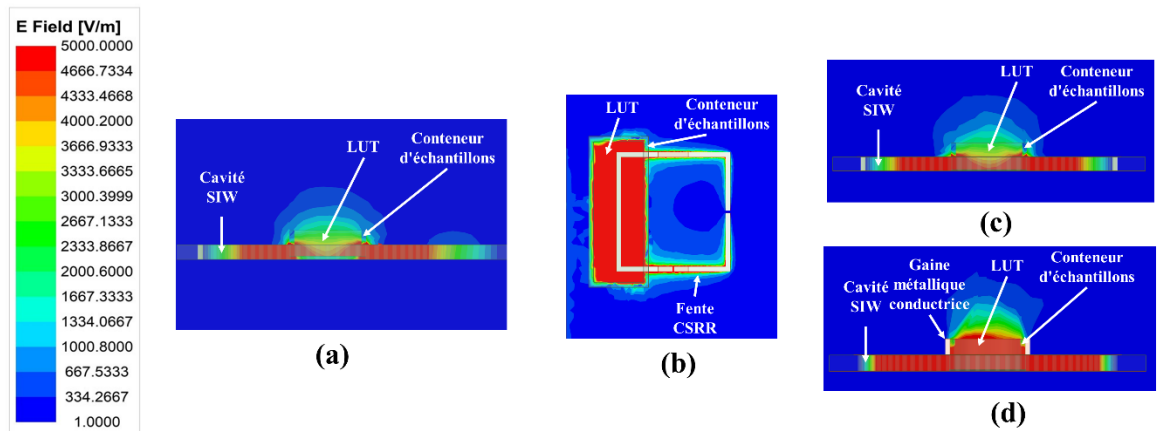 E Field [V/m]
5000.0000
4666.7334
4333.4668
4000.2000
3666.9333
3333.6665
3000.3999
2667.1333
2333.8667
2000.6000
1667.3333
1334.0667
1000.8000
667.5333
334.2667
1.0000
Cavité
SIW
LUT
Conteneur
d'échantillons
(a)
LUT
Conteneur
d'échantillons
Fente
CSRR
(b)
Cavité
SIW
LUT
Conteneur
d'échantillons
(c)
Cavité
SIW
Gaine
métallique
conductrice
LUT
Conteneur
d'échantillons
(d)